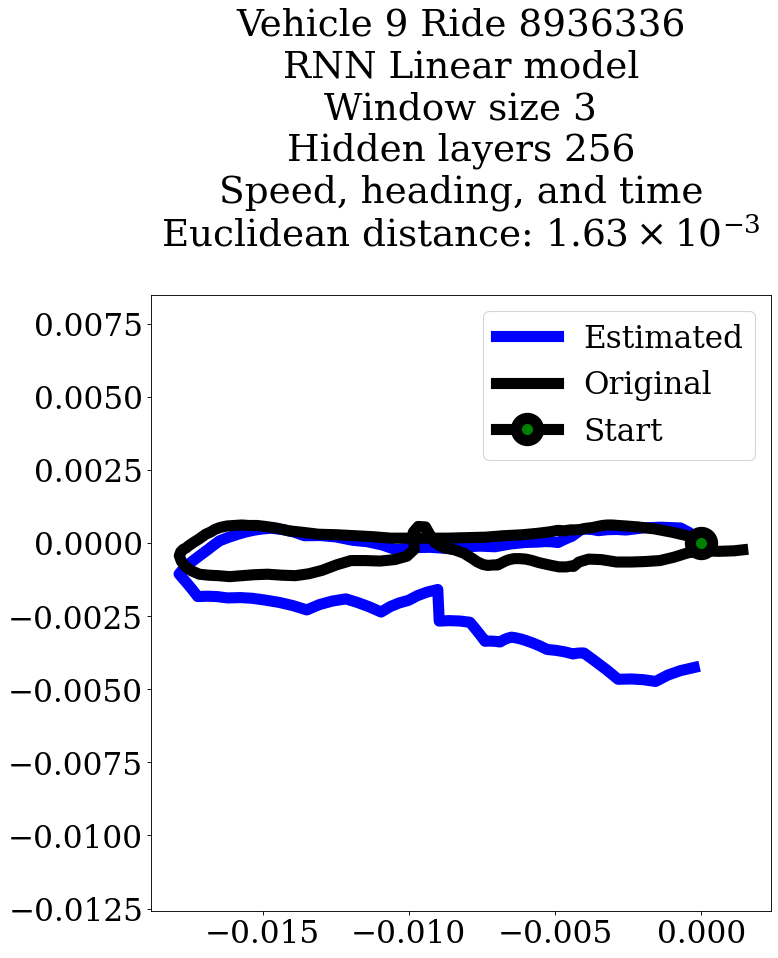 Vehicle 9 Ride 8936336
RNN Linear model
Window size 3
Hidden layers 256
Speed, heading, and time
Euclidean distance: 1.63 × 10⁻³
Estimated
Original
Start
0.0075
0.0050
0.0025
0.0000
−0.0025
−0.0050
−0.0075
−0.0100
−0.0125
−0.015 −0.010 −0.005 0.000